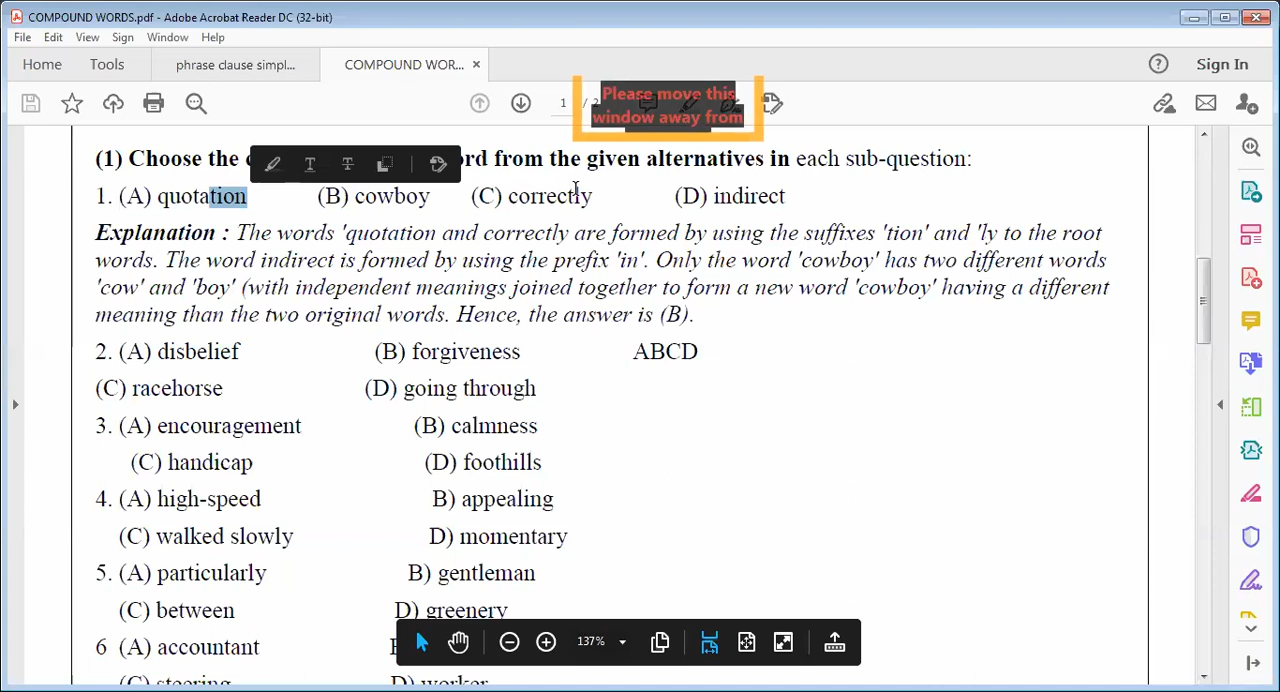 COMPOUND WORDS.pdf - Adobe Acrobat Reader DC (32-bit)
File Edit View Sign Window Help
Home Tools phrase clause simpl... COMPOUND WOR... × Sign In
1 / 2
Please move this
window away from
(1) Choose the ord from the given alternatives in each sub-question:
1. (A) quotation (B) cowboy (C) correctly (D) indirect
Explanation : The words 'quotation and correctly are formed by using the suffixes 'tion' and 'ly to the root
words. The word indirect is formed by using the prefix 'in'. Only the word 'cowboy' has two different words
'cow' and 'boy' (with independent meanings joined together to form a new word 'cowboy' having a different
meaning than the two original words. Hence, the answer is (B).
2. (A) disbelief (B) forgiveness ABCD
(C) racehorse (D) going through
3. (A) encouragement (B) calmness
(C) handicap (D) foothills
4. (A) high-speed B) appealing
(C) walked slowly D) momentary
5. (A) particularly B) gentleman
(C) between D) greenery
6 (A) accountant
137%
(C) steering D) worker